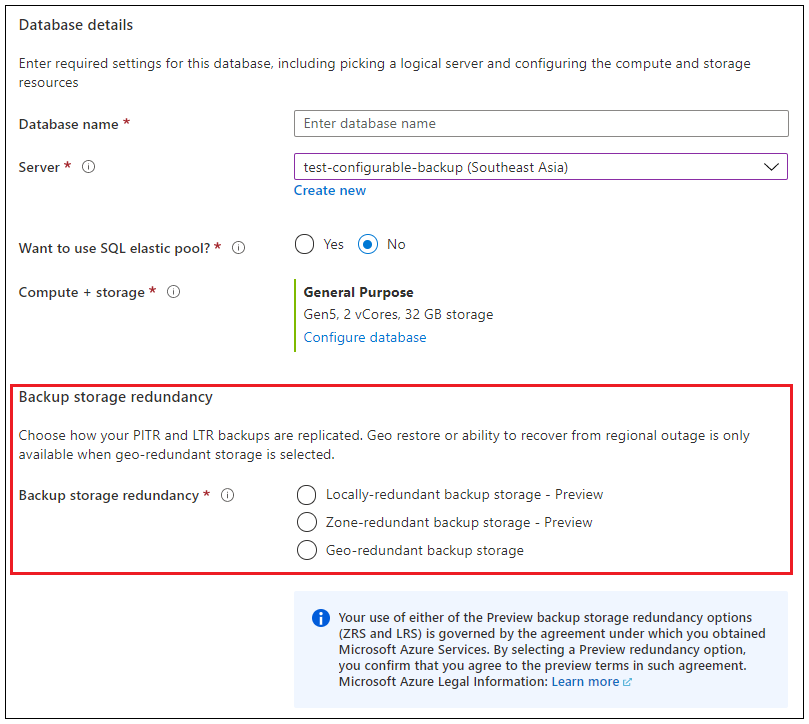 Database details
Enter required settings for this database, including picking a logical server and configuring the compute and storage
resources
Database name *
Enter database name
Server *
test-configurable-backup (Southeast Asia)
Create new
Want to use SQL elastic pool? *
Yes
No
Compute + storage *
General Purpose
Gen5, 2 vCores, 32 GB storage
Configure database
Backup storage redundancy
Choose how your PITR and LTR backups are replicated. Geo restore or ability to recover from regional outage is only
available when geo-redundant storage is selected.
Backup storage redundancy *
Locally-redundant backup storage - Preview
Zone-redundant backup storage - Preview
Geo-redundant backup storage
Your use of either of the Preview backup storage redundancy options
(ZRS and LRS) is governed by the agreement under which you obtained
Microsoft Azure Services. By selecting a Preview redundancy option,
you confirm that you agree to the preview terms in such agreement.
Microsoft Azure Legal Information: Learn more